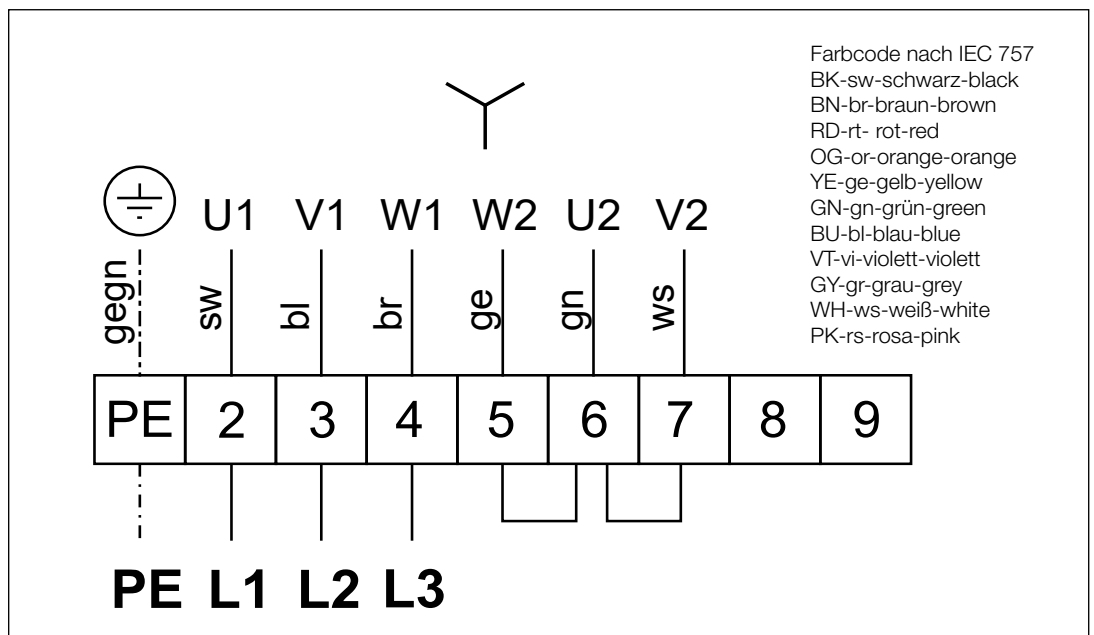 Farbcode nach IEC 757
BK-sw-schwarz-black
BN-br-braun-brown
RD-rt- rot-red
OG-or-orange-orange
YE-ge-gelb-yellow
GN-gn-grün-green
BU-bl-blau-blue
VT-vi-violett-violett
GY-gr-grau-grey
WH-ws-weiß-white
PK-rs-rosa-pink
U1 V1 W1 W2 U2 V2
gegn sw bl br ge gn ws
PE 2 3 4 5 6 7 8 9
PE L1 L2 L3